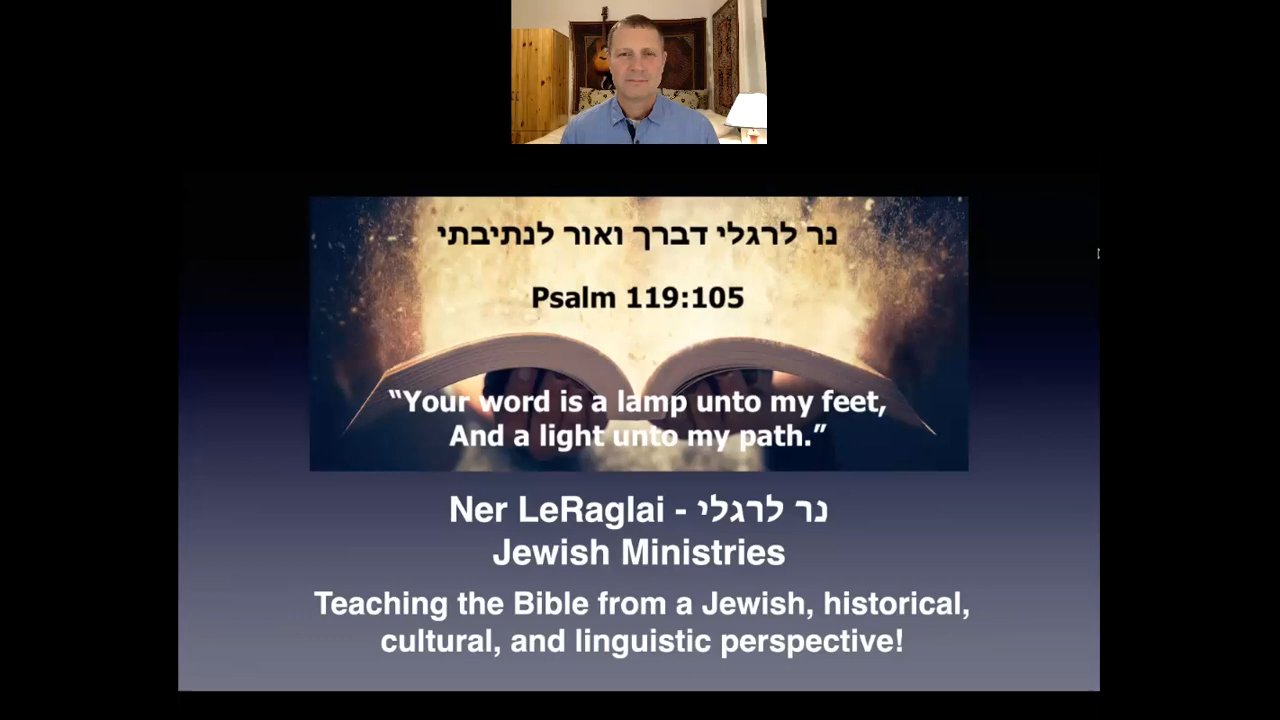 נר לרגלי דברך ואור לנתיבתי
Psalm 119:105
“Your word is a lamp unto my feet,
And a light unto my path.”
Ner LeRaglai - נר לרגלי
Jewish Ministries
Teaching the Bible from a Jewish, historical,
cultural, and linguistic perspective!